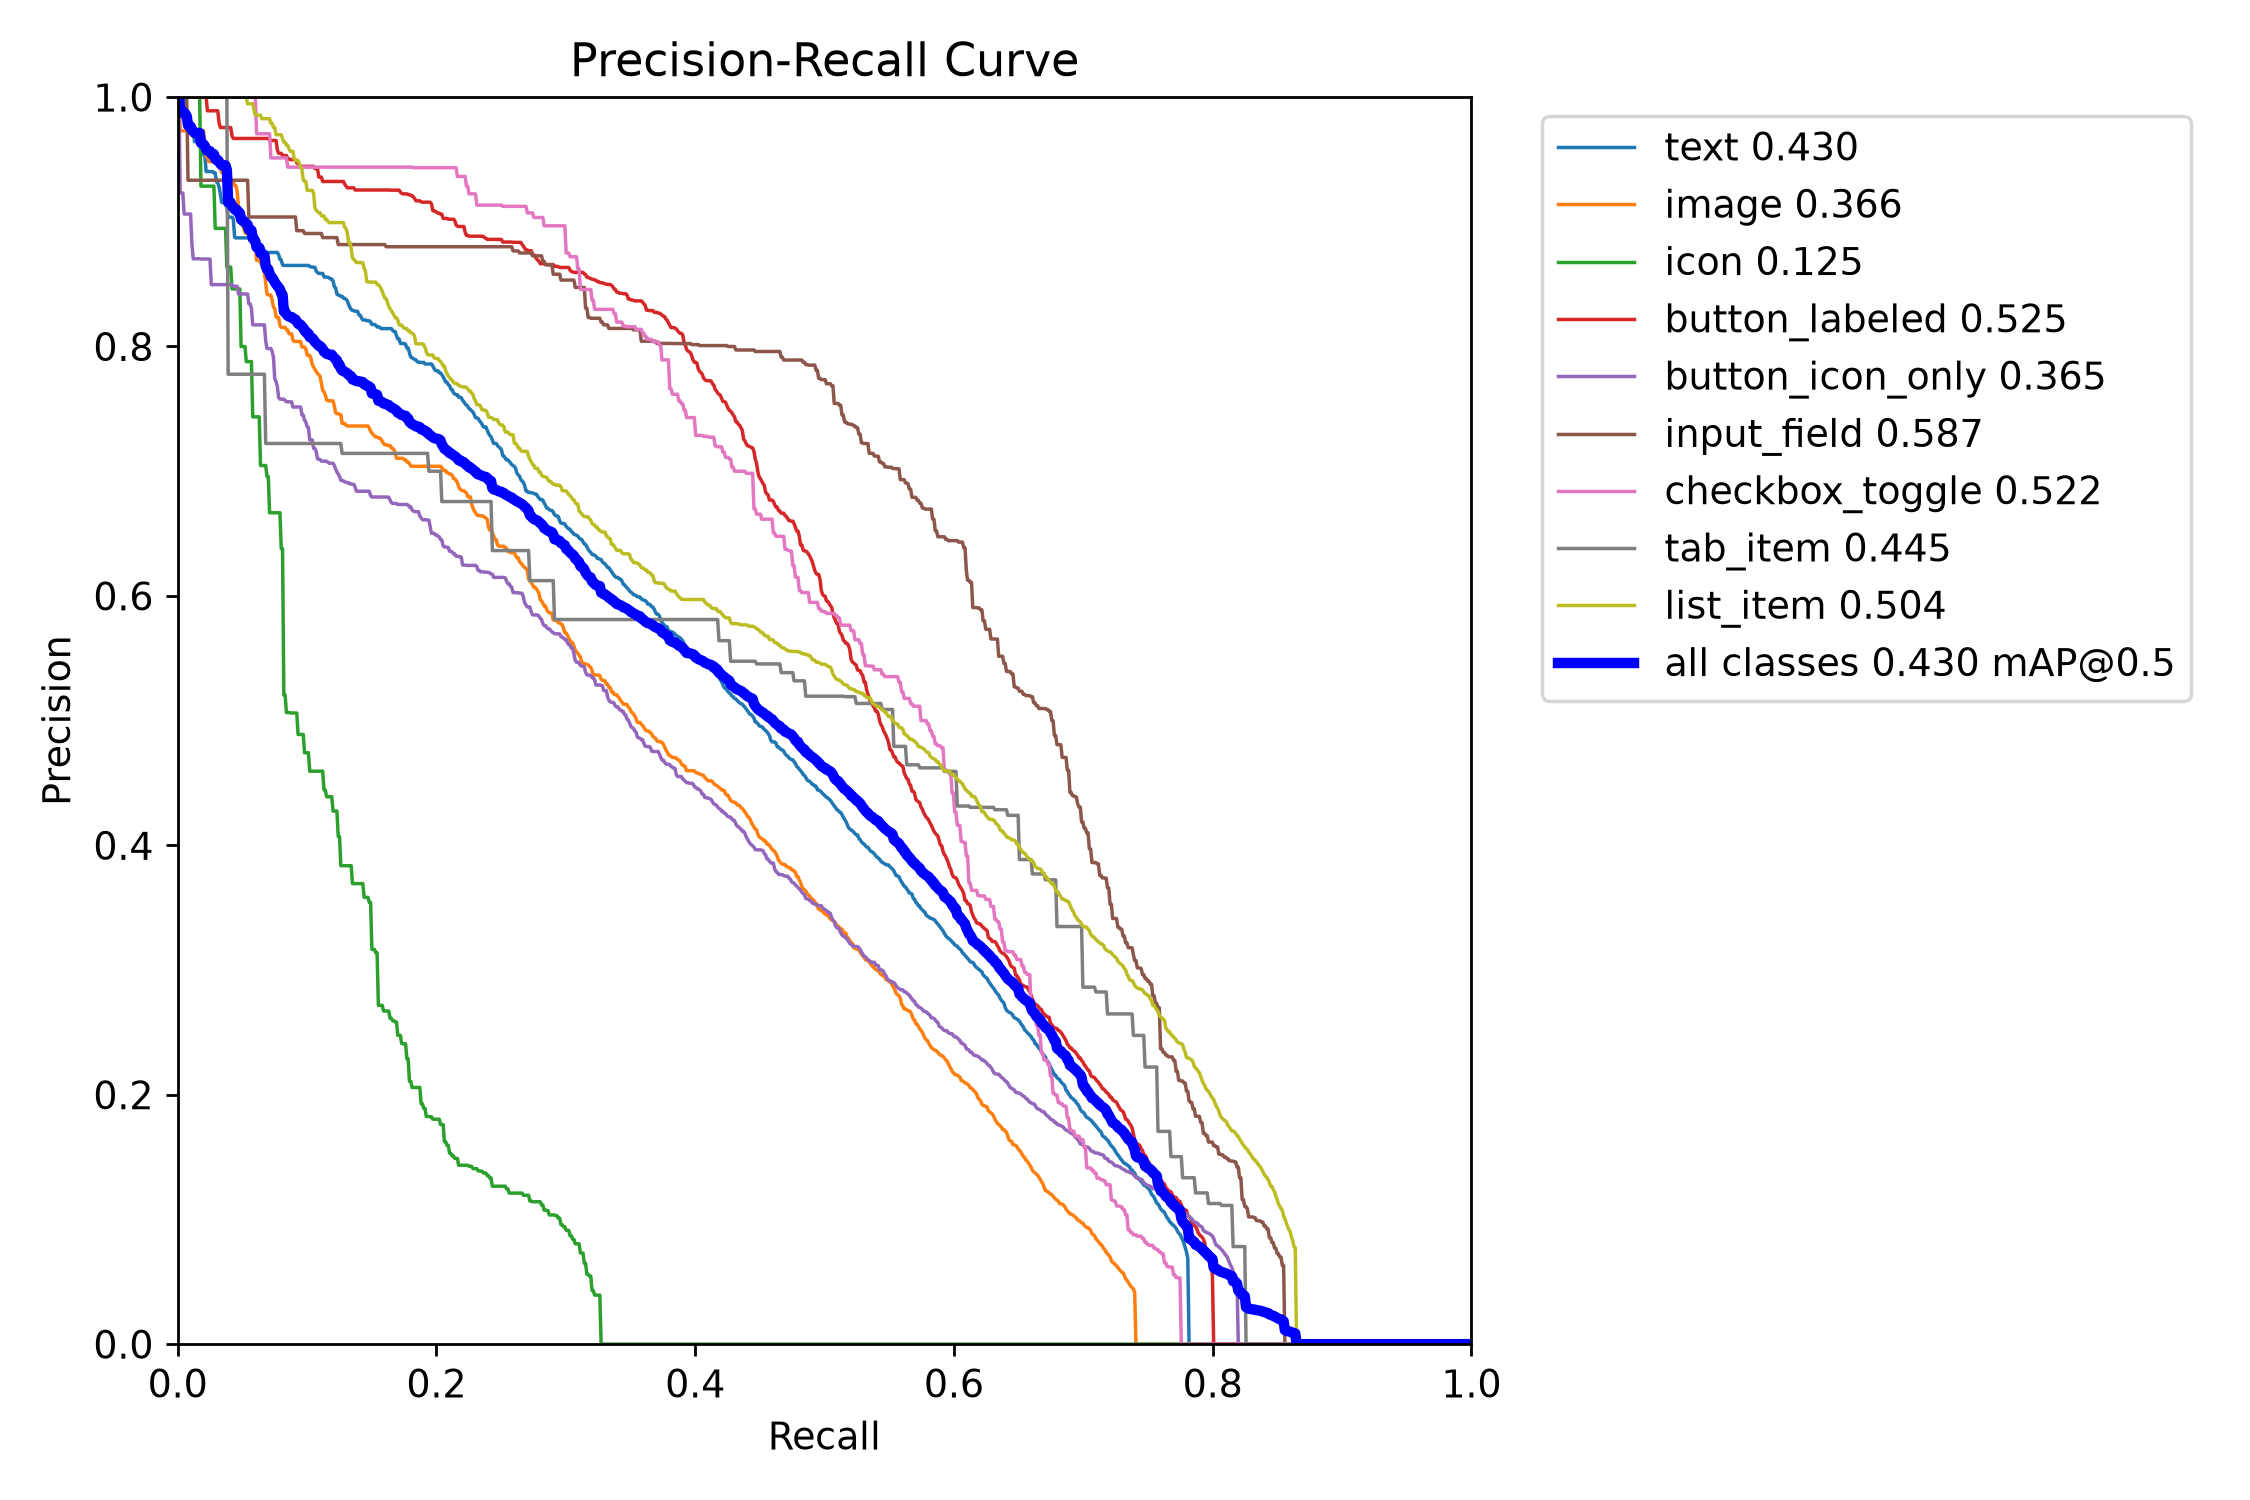 Precision-Recall Curve
1.0
0.8
0.6
0.4
0.2
0.0
Precision
0.0 0.2 0.4 0.6 0.8 1.0
Recall
text 0.430
image 0.366
icon 0.125
button_labeled 0.525
button_icon_only 0.365
input_field 0.587
checkbox_toggle 0.522
tab_item 0.445
list_item 0.504
all classes 0.430 mAP@0.5